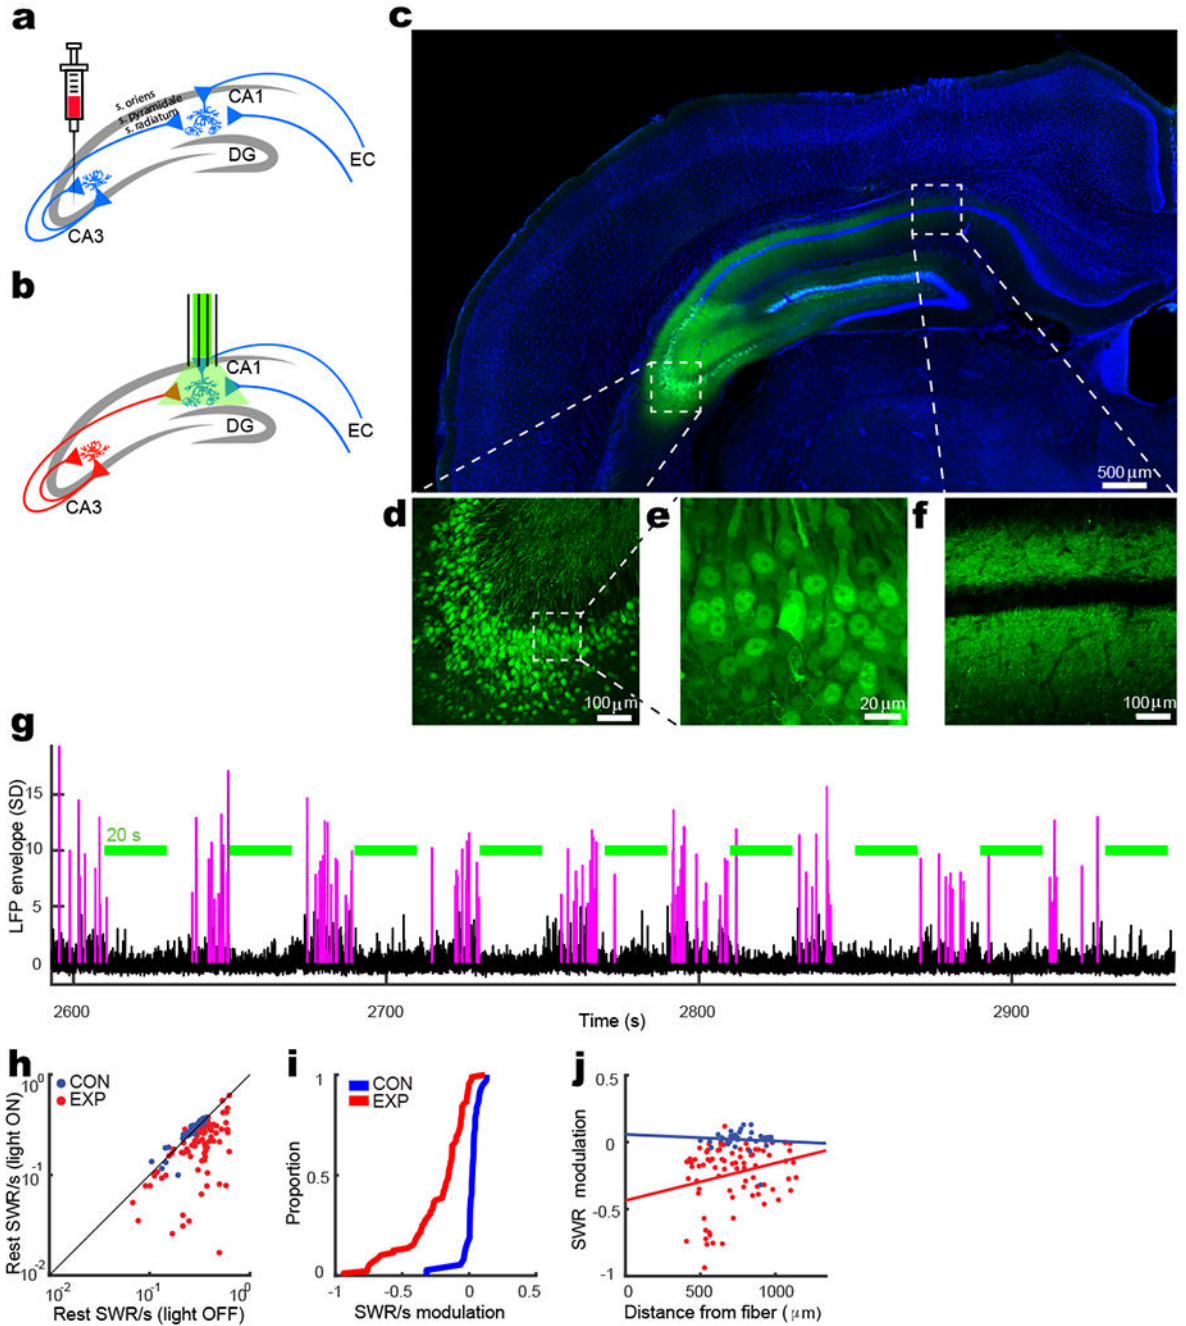 a
s. oriens
s. pyramidale
s. radiatum
CA1
DG
EC
CA3
b
CA1
DG
EC
CA3
c
500 μm
d
100 μm
e
20 μm
f
100 μm
g
LFP envelope (SD)
15
10
5
0
20 s
2600
2700
2800
2900
Time (s)
h
Rest SWR/s (light ON)
10⁰
10⁻¹
10⁻²
CON
EXP
10⁻²
10⁻¹
10⁰
Rest SWR/s (light OFF)
i
Proportion
1
0.5
0
CON
EXP
-1
-0.5
0
0.5
SWR/s modulation
j
SWR modulation
0.5
0
-0.5
-1
0
500
1000
Distance from fiber (μm)